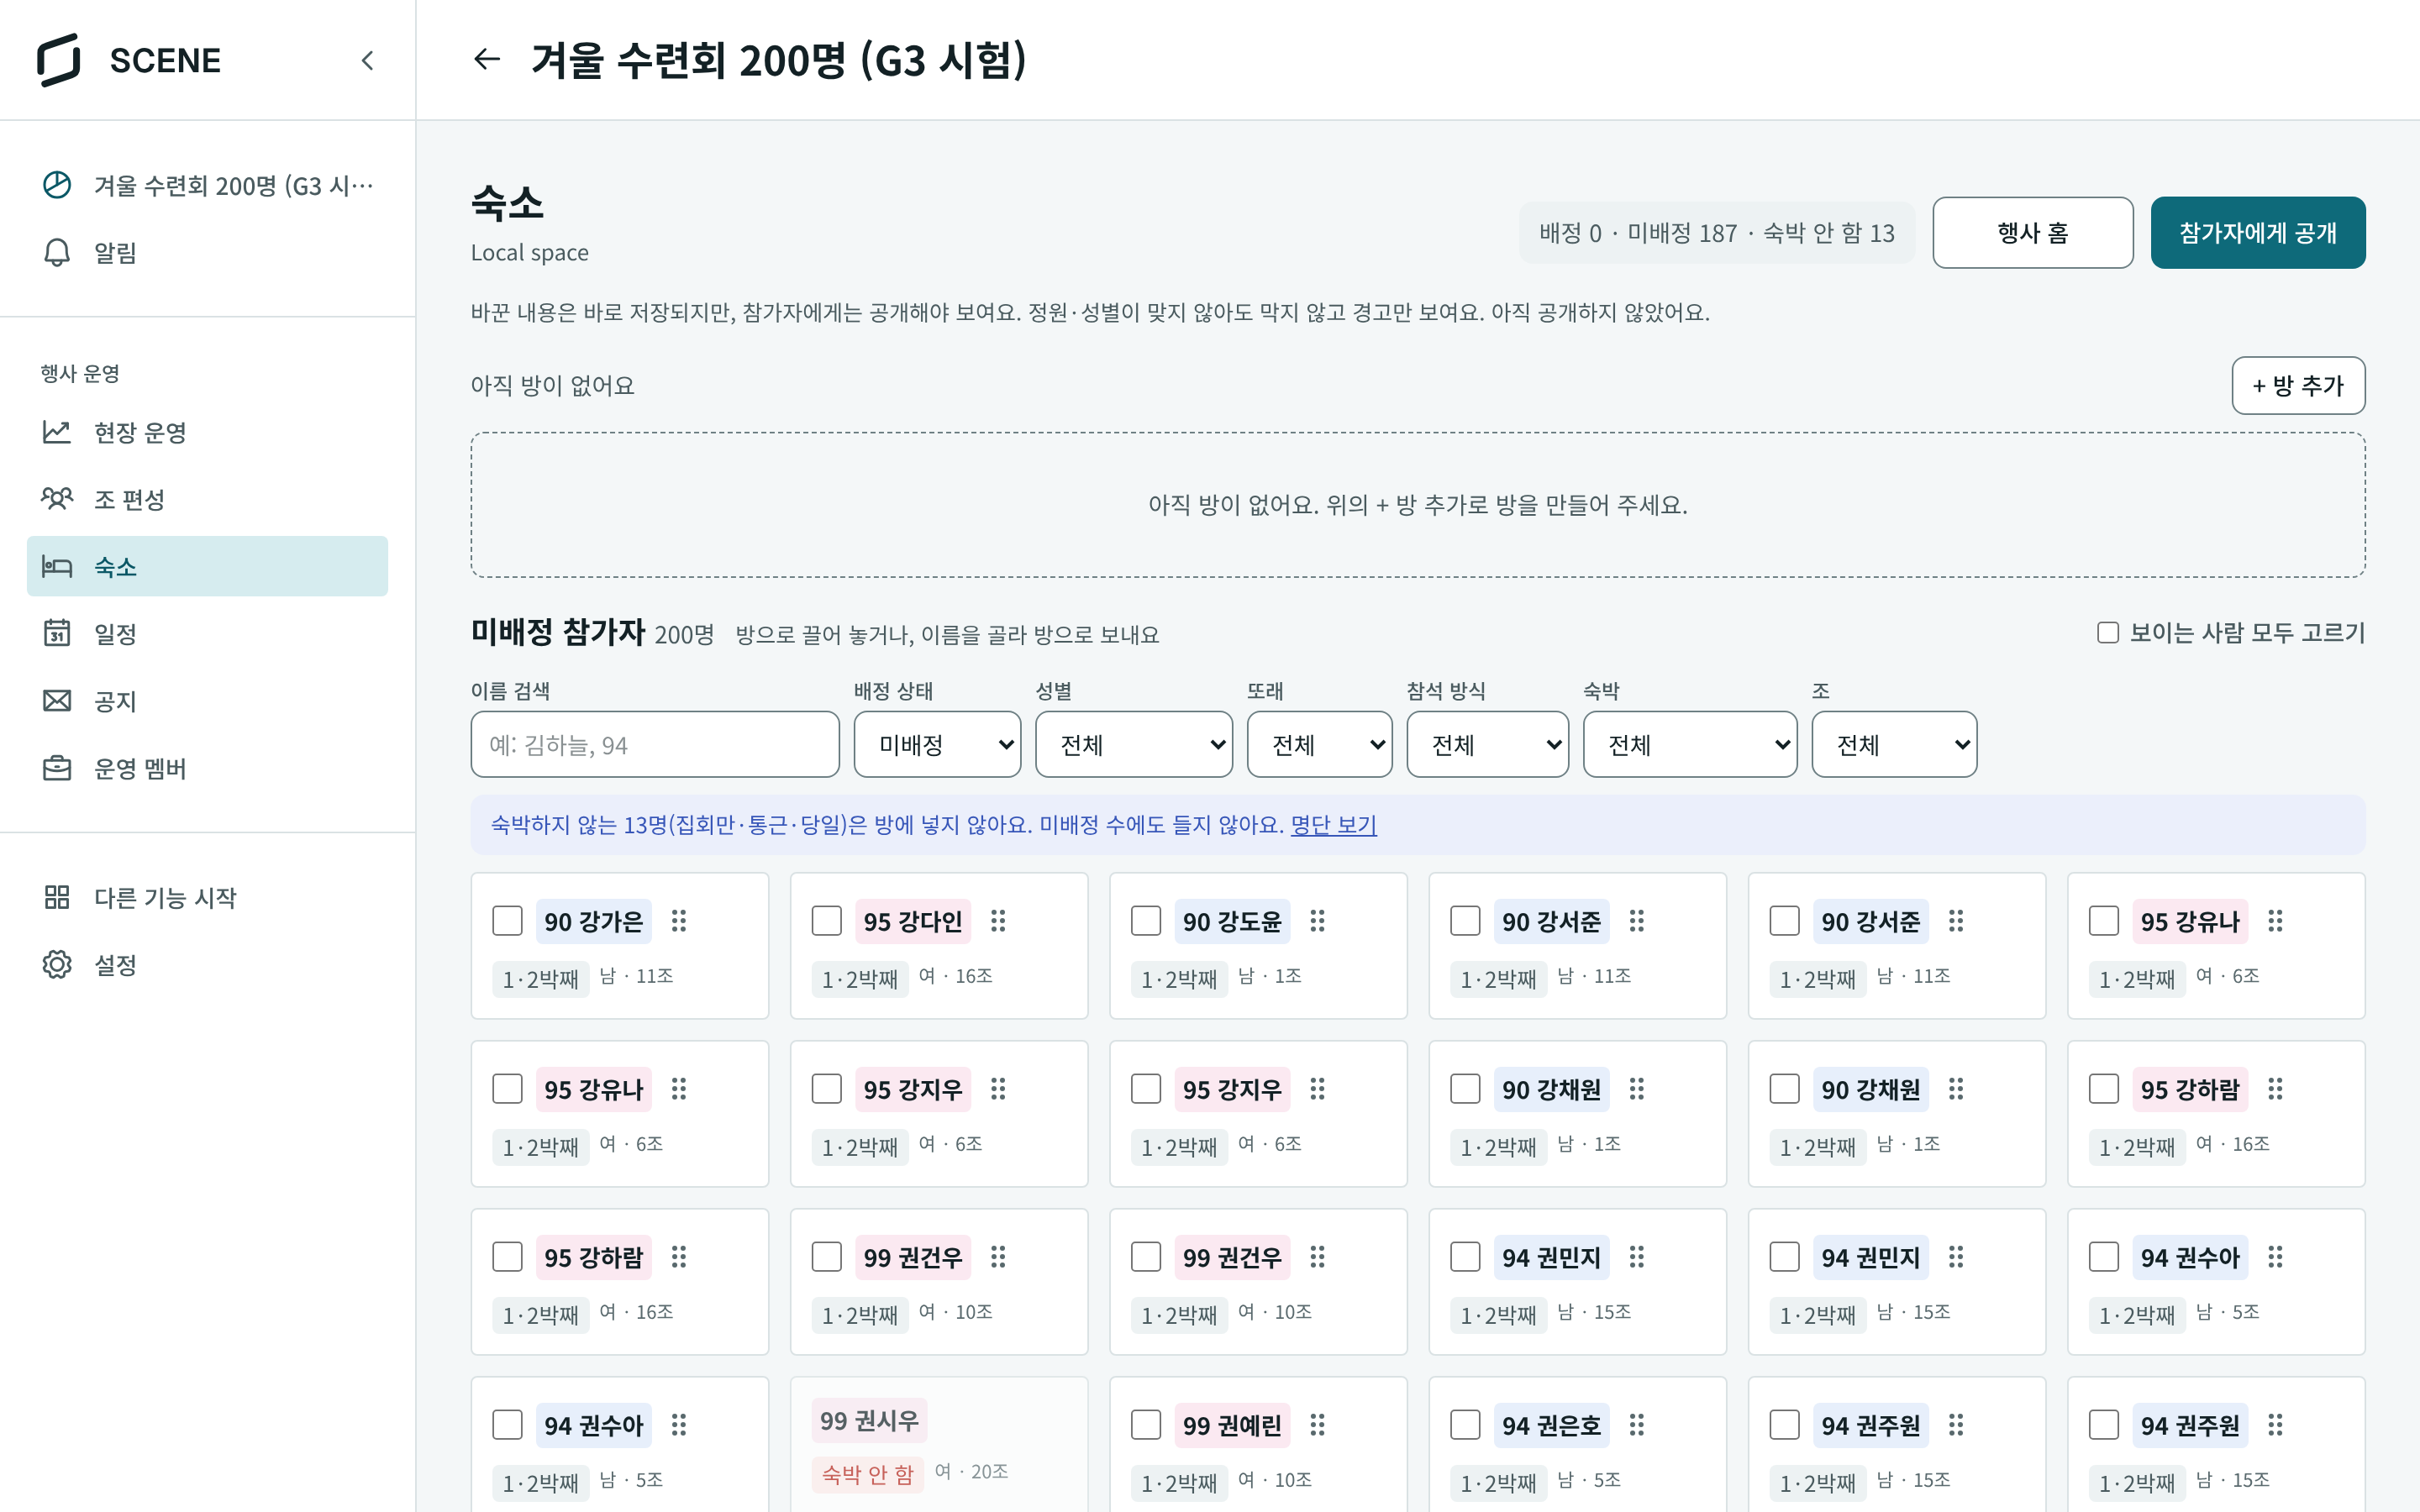 SCENE
겨울 수련회 200명 (G3 시험)
겨울 수련회 200명 (G3 시…
알림
행사 운영
현장 운영
조 편성
숙소
일정
공지
운영 멤버
다른 기능 시작
설정
숙소
Local space
배정 0 · 미배정 187 · 숙박 안 함 13
행사 홈
참가자에게 공개
바꾼 내용은 바로 저장되지만, 참가자에게는 공개해야 보여요. 정원·성별이 맞지 않아도 막지 않고 경고만 보여요. 아직 공개하지 않았어요.
아직 방이 없어요
+ 방 추가
아직 방이 없어요. 위의 + 방 추가로 방을 만들어 주세요.
미배정 참가자 200명 방으로 끌어 놓거나, 이름을 골라 방으로 보내요
보이는 사람 모두 고르기
이름 검색 배정 상태 성별 또래 참석 방식 숙박 조
예: 김하늘, 94 미배정 전체 전체 전체 전체 전체
숙박하지 않는 13명(집회만·통근·당일)은 방에 넣지 않아요. 미배정 수에도 들지 않아요. 명단 보기
90 강가은 95 강다인 90 강도윤 90 강서준 90 강서준 95 강유나
1·2박째 남 · 11조 1·2박째 여 · 16조 1·2박째 남 · 1조 1·2박째 남 · 11조 1·2박째 남 · 11조 1·2박째 여 · 6조
95 강유나 95 강지우 95 강지우 90 강채원 90 강채원 95 강하람
1·2박째 여 · 6조 1·2박째 여 · 6조 1·2박째 여 · 6조 1·2박째 남 · 1조 1·2박째 남 · 1조 1·2박째 여 · 16조
95 강하람 99 권건우 99 권건우 94 권민지 94 권민지 94 권수아
1·2박째 여 · 16조 1·2박째 여 · 10조 1·2박째 여 · 10조 1·2박째 남 · 15조 1·2박째 남 · 15조 1·2박째 남 · 5조
94 권수아 99 권시우 99 권예린 94 권은호 94 권주원 94 권주원
1·2박째 남 · 5조 숙박 안 함 여 · 20조 1·2박째 여 · 10조 1·2박째 남 · 5조 1·2박째 남 · 15조 1·2박째 남 · 15조